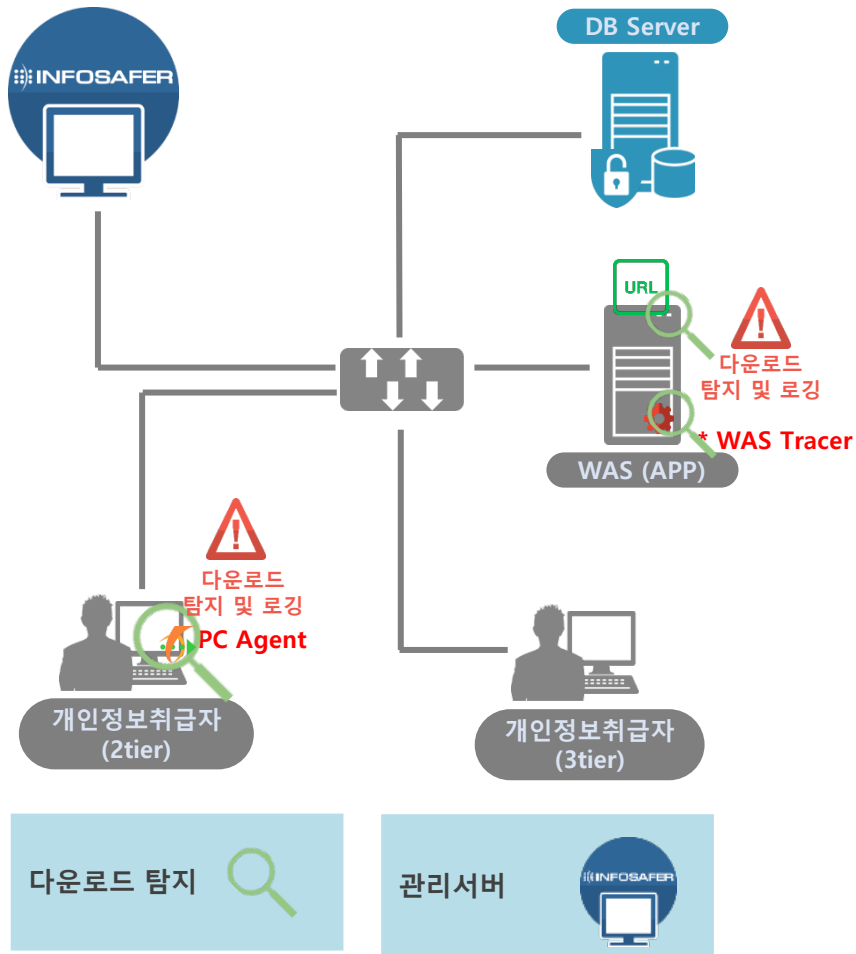 INFOSAFER
DB Server
URL
다운로드
탐지 및 로깅
* WAS Tracer
WAS (APP)
다운로드
탐지 및 로깅
PC Agent
개인정보취급자
(2tier)
개인정보취급자
(3tier)
다운로드 탐지
관리서버
INFOSAFER